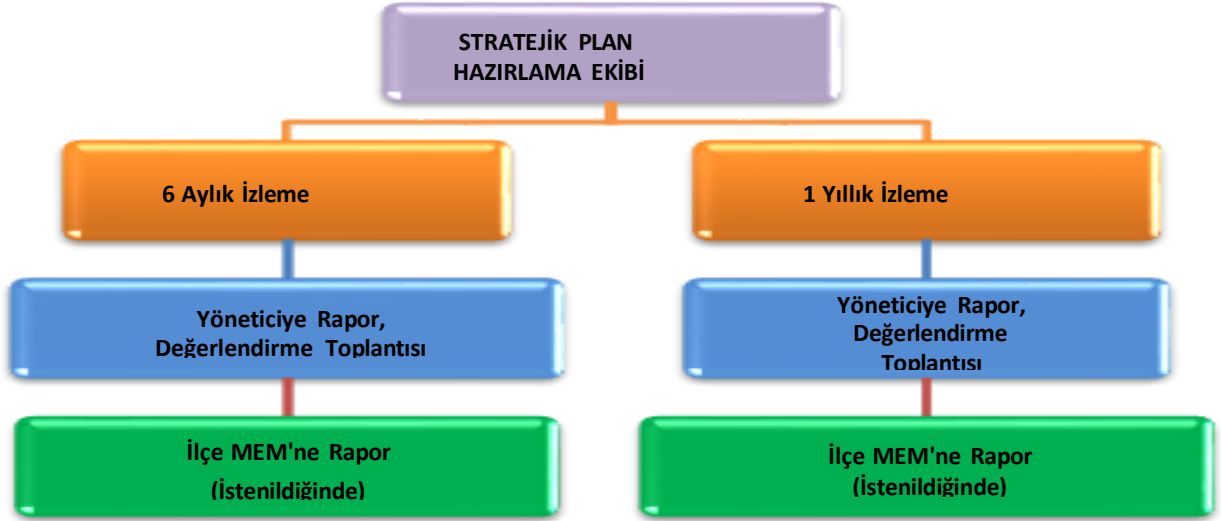 STRATEJİK PLAN
HAZIRLAMA EKİBİ
6 Aylık İzleme
1 Yıllık İzleme
Yöneticiye Rapor,
Değerlendirme Toplantısı
Yöneticiye Rapor,
Değerlendirme
Toplantısı
İlçe MEM'ne Rapor
(İstenildiğinde)
İlçe MEM'ne Rapor
(İstenildiğinde)